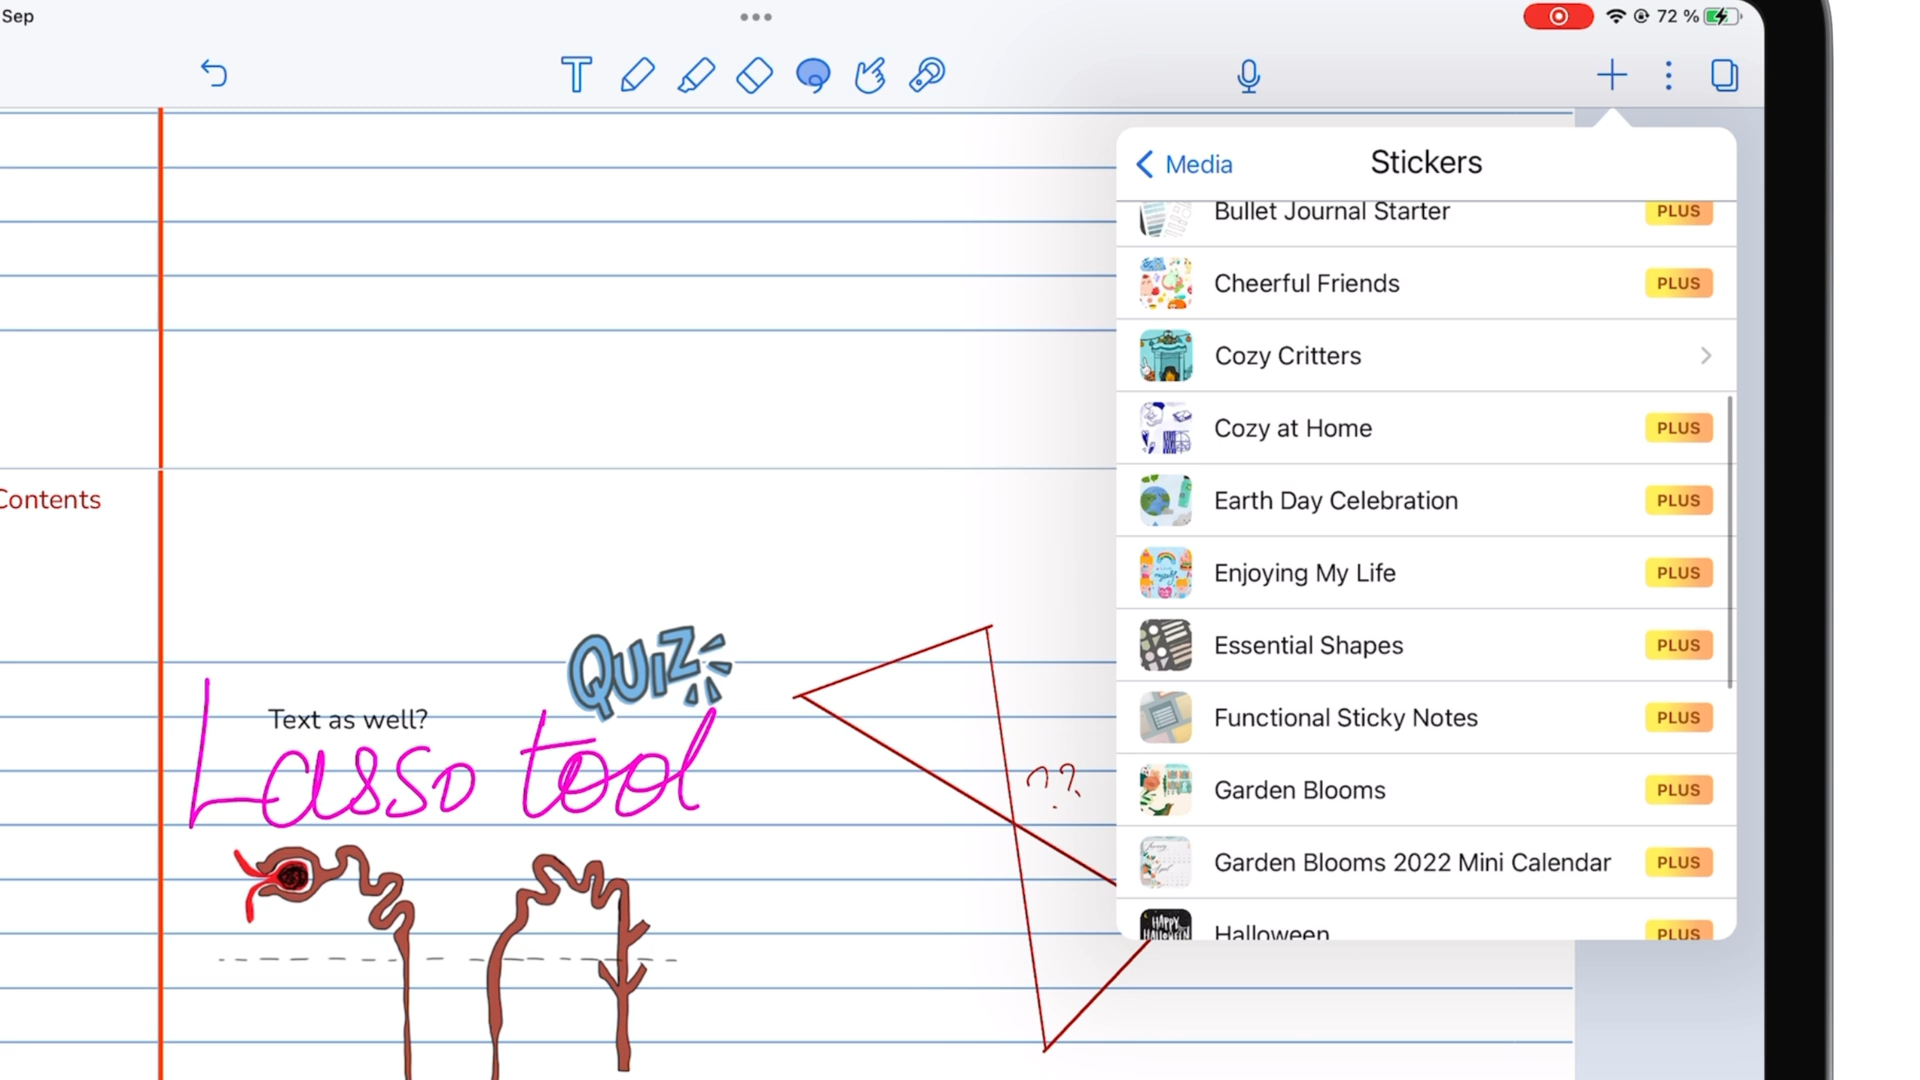 Sep
72 %
T
Media
Stickers
Bullet Journal Starter PLUS
Cheerful Friends PLUS
Cozy Critters
Cozy at Home PLUS
Earth Day Celebration PLUS
Enjoying My Life PLUS
Essential Shapes PLUS
Functional Sticky Notes PLUS
Garden Blooms PLUS
Garden Blooms 2022 Mini Calendar PLUS
HAPPY HALLOWEEN
Halloween PLUS
Contents
QUIZ
Text as well?
Lasso tool
??